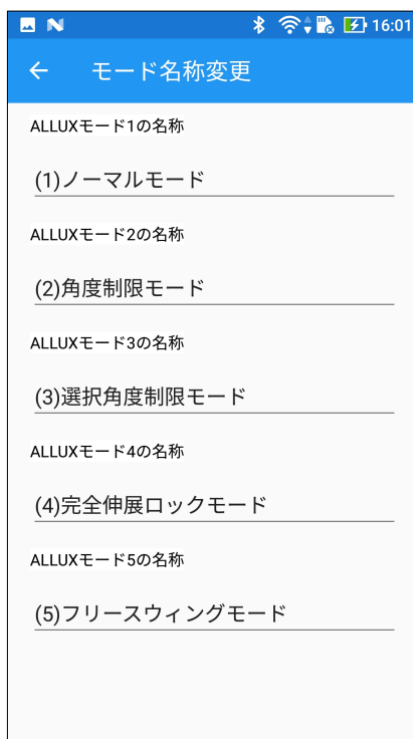 16:01
モード名称変更
ALLUXモード1の名称
(1)ノーマルモード
ALLUXモード2の名称
(2)角度制限モード
ALLUXモード3の名称
(3)選択角度制限モード
ALLUXモード4の名称
(4)完全伸展ロックモード
ALLUXモード5の名称
(5)フリースウィングモード